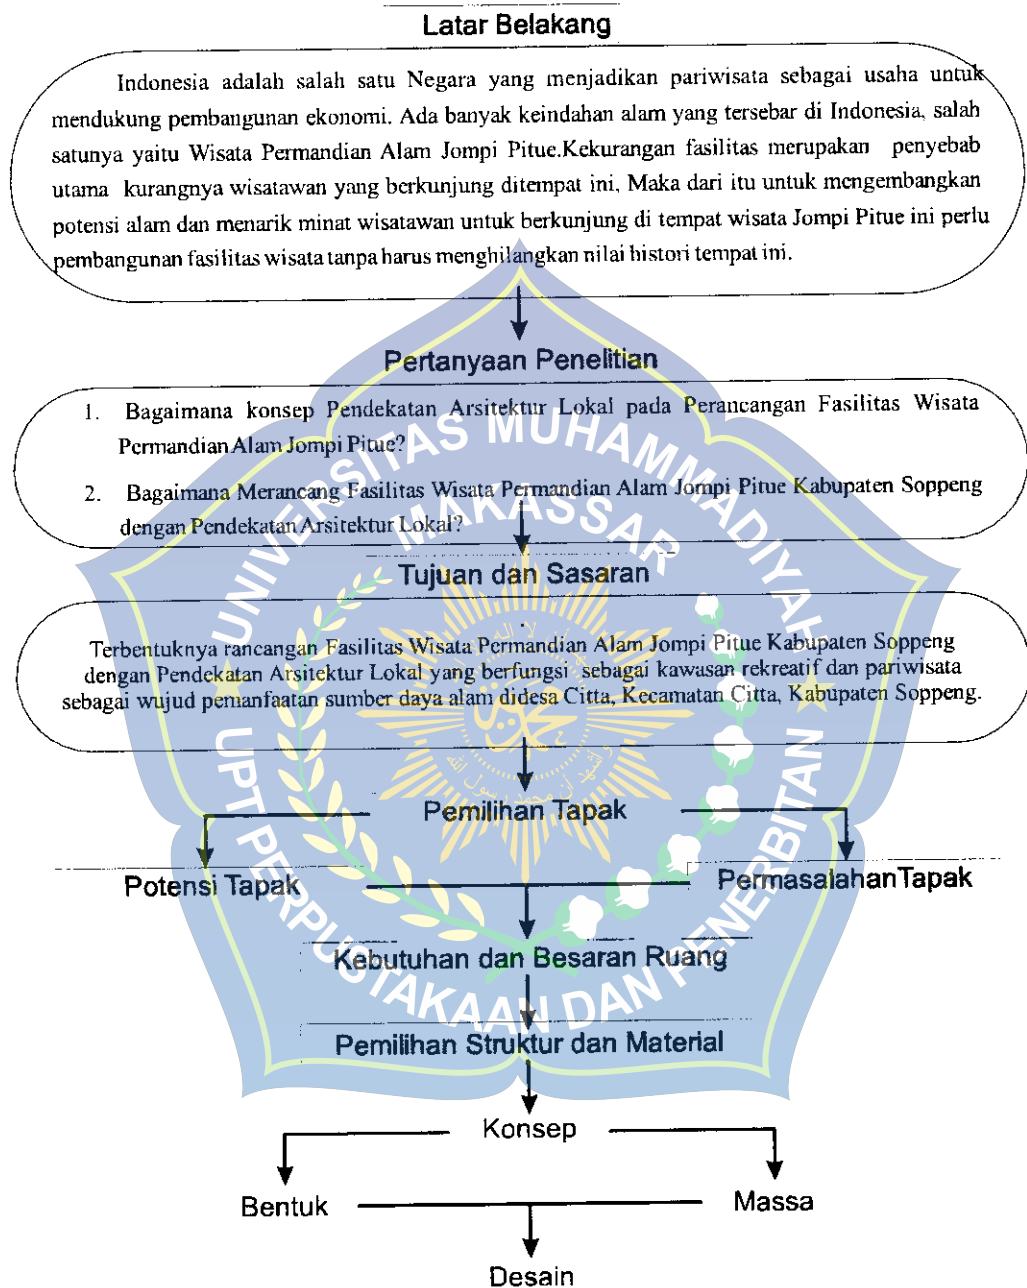 Latar Belakang
Indonesia adalah salah satu Negara yang menjadikan pariwisata sebagai usaha untuk
mendukung pembangunan ekonomi. Ada banyak keindahan alam yang tersebar di Indonesia, salah
satunya yaitu Wisata Permandian Alam Jompi Pitue.Kekurangan fasilitas merupakan penyebab
utama kurangnya wisatawan yang berkunjung ditempat ini, Maka dari itu untuk mengembangkan
potensi alam dan menarik minat wisatawan untuk berkunjung di tempat wisata Jompi Pitue ini perlu
pembangunan fasilitas wisata tanpa harus menghilangkan nilai histori tempat ini.
Pertanyaan Penelitian
1. Bagaimana konsep Pendekatan Arsitektur Lokal pada Perancangan Fasilitas Wisata
Permandian Alam Jompi Pitue?
2. Bagaimana Merancang Fasilitas Wisata Permandian Alam Jompi Pitue Kabupaten Soppeng
dengan Pendekatan Arsitektur Lokal?
Tujuan dan Sasaran
Terbentuknya rancangan Fasilitas Wisata Permandian Alam Jompi Pitue Kabupaten Soppeng
dengan Pendekatan Arsitektur Lokal yang berfungsi sebagai kawasan rekreatif dan pariwisata
sebagai wujud pemanfaatan sumber daya alam didesa Citta, Kecamatan Citta, Kabupaten Soppeng.
Pemilihan Tapak
Potensi Tapak
PermasalahanTapak
Kebutuhan dan Besaran Ruang
Pemilihan Struktur dan Material
Konsep
Bentuk
Massa
Desain
UNIVERSITAS MUHAMMADIYAH
MAKASSAR
UPT PERPUSTAKAAN DAN PENERBITAN